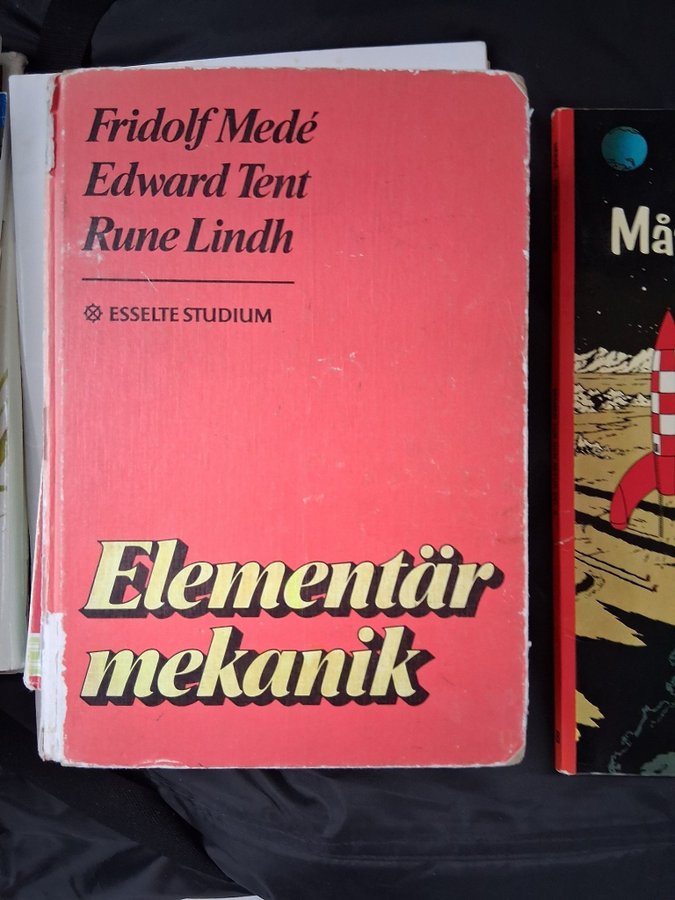 Fridolf Medé
Edward Tent
Rune Lindh
ESSELTE STUDIUM
Elementär
mekanik